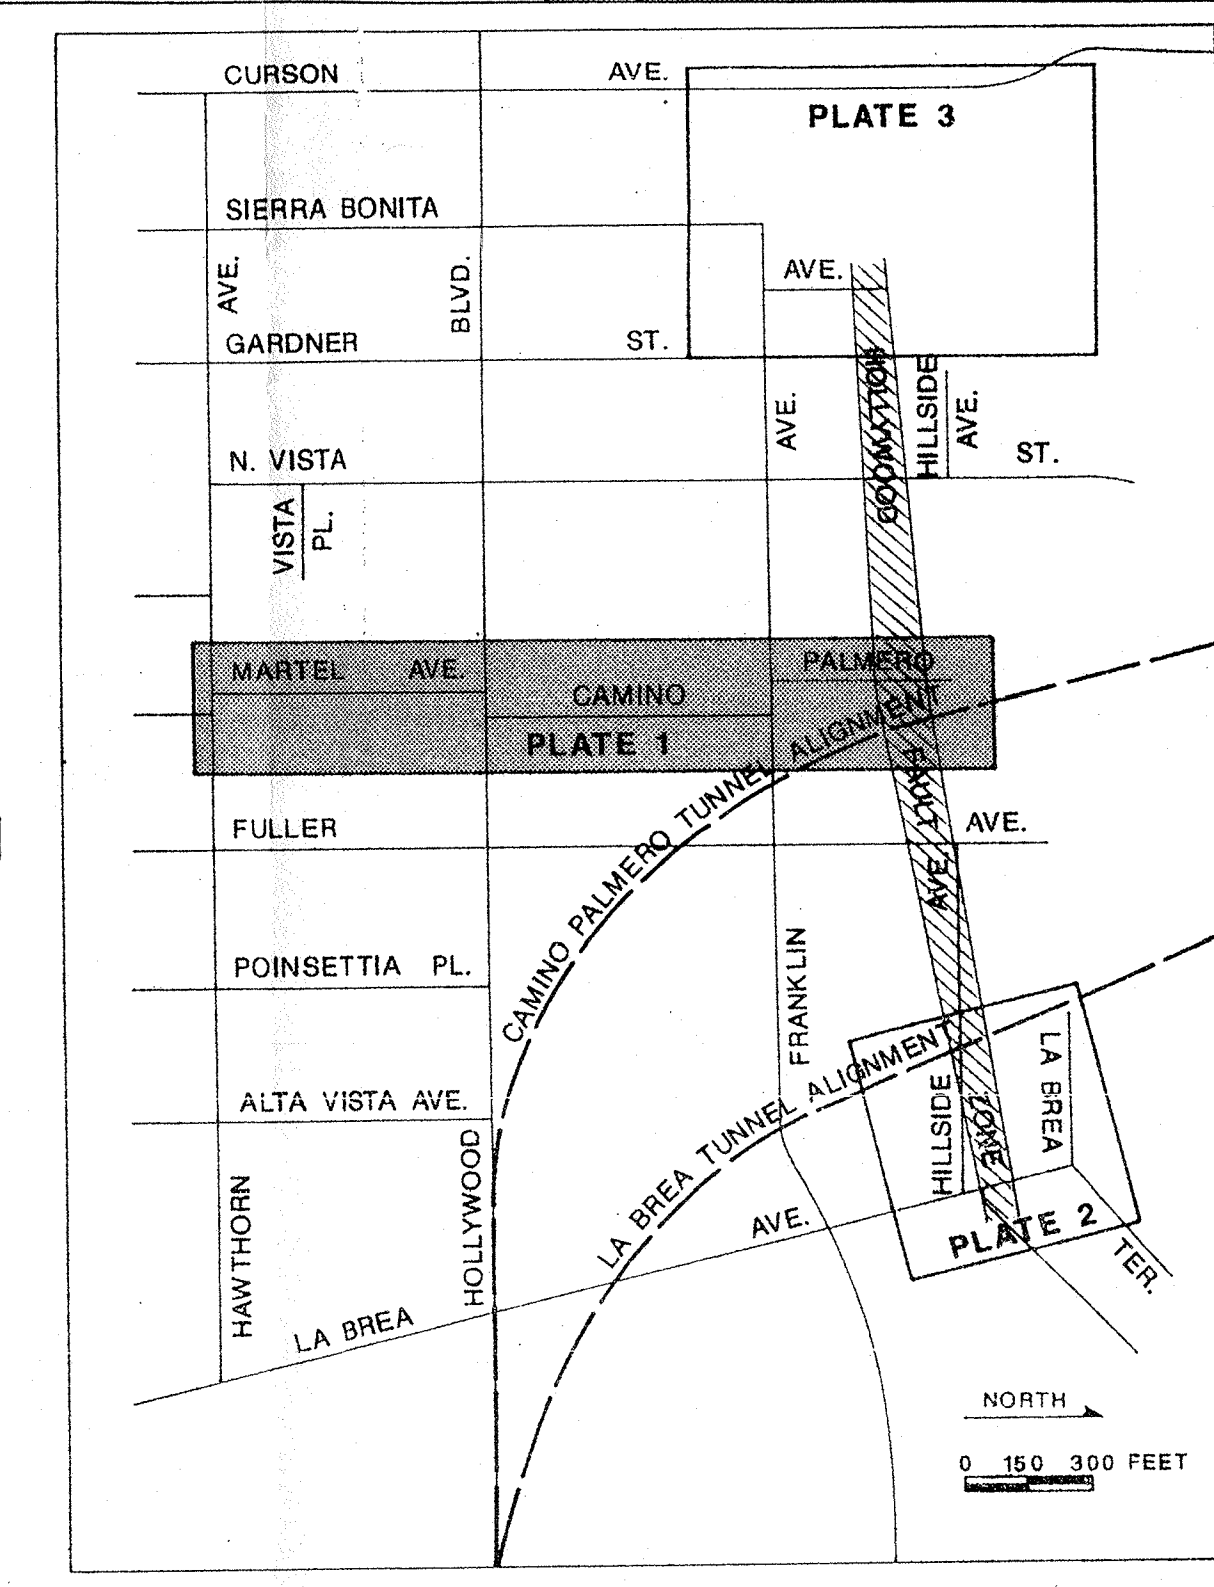 CURSON AVE.
PLATE 3
SIERRA BONITA
AVE.
AVE.
BLVD.
GARDNER ST.
HOLLYWOOD
HILLSIDE
AVE.
AVE.
N. VISTA
ST.
VISTA
PL.
MARTEL AVE.
PALMERO
CAMINO
PLATE 1
CAMINO PALMERO TUNNEL ALIGNMENT
FAULT
FULLER
AVE.
AVE.
POINSETTIA PL.
FRANKLIN
ALTA VISTA AVE.
LA BREA TUNNEL ALIGNMENT
HILLSIDE
ZONE
LA BREA
HAWTHORN
HOLLYWOOD
AVE.
PLATE 2
TER.
LA BREA
NORTH
0 150 300 FEET